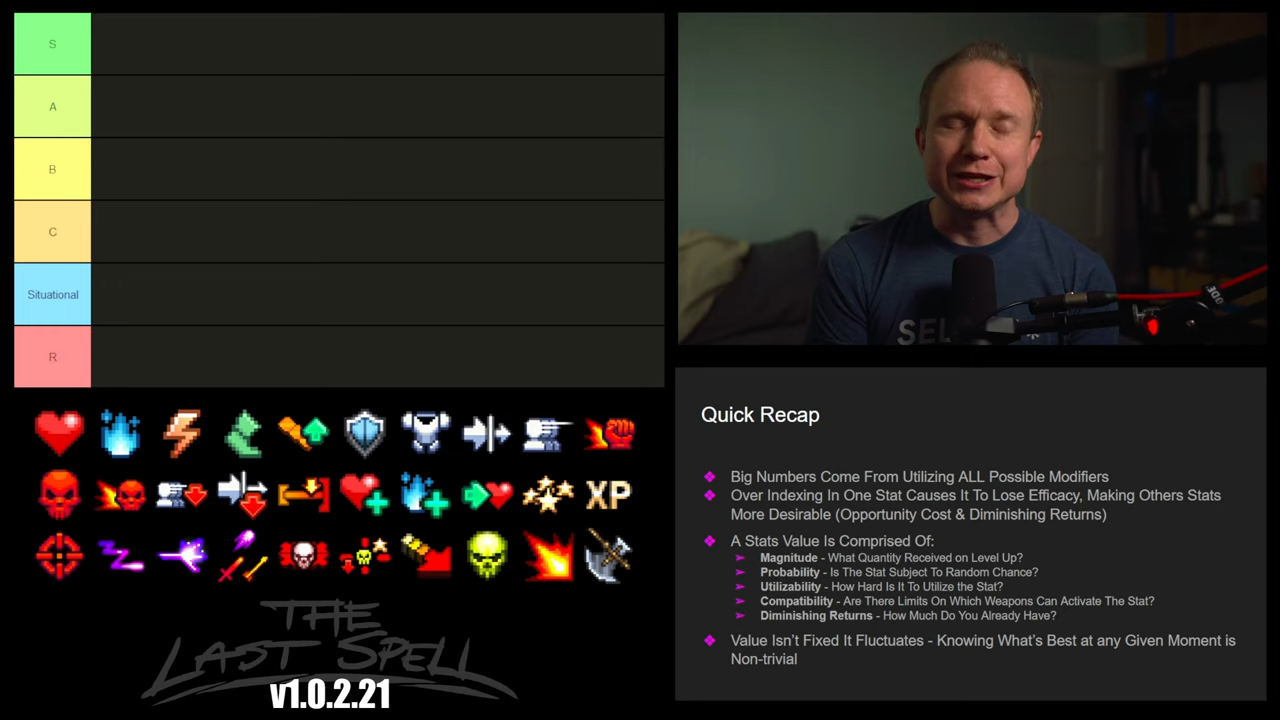 S
A
B
C
Situational
R
XP
THE
LAST SPELL
v1.0.2.21
SEL
ODE
Quick Recap
Big Numbers Come From Utilizing ALL Possible Modifiers
Over Indexing In One Stat Causes It To Lose Efficacy, Making Others Stats
More Desirable (Opportunity Cost & Diminishing Returns)
A Stats Value Is Comprised Of:
Magnitude - What Quantity Received on Level Up?
Probability - Is The Stat Subject To Random Chance?
Utilizability - How Hard Is It To Utilize the Stat?
Compatibility - Are There Limits On Which Weapons Can Activate The Stat?
Diminishing Returns - How Much Do You Already Have?
Value Isn't Fixed It Fluctuates - Knowing What's Best at any Given Moment is
Non-trivial